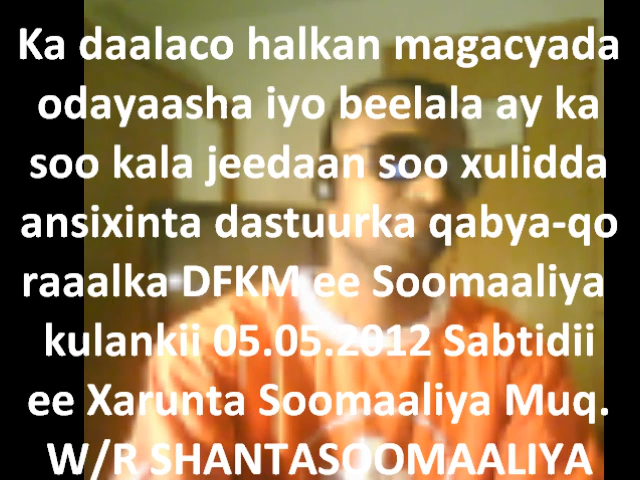 Ka daalaco halkan magacyada
odayaasha iyo beelala ay ka
soo kala jeedaan soo xulidda
ansixinta dastuurka qabya-qo
raaalka DFKM ee Soomaaliya
kulankii 05.05.2012 Sabtidii
ee Xarunta Soomaaliya Muq.
W/R SHANTASOOMAALIYA